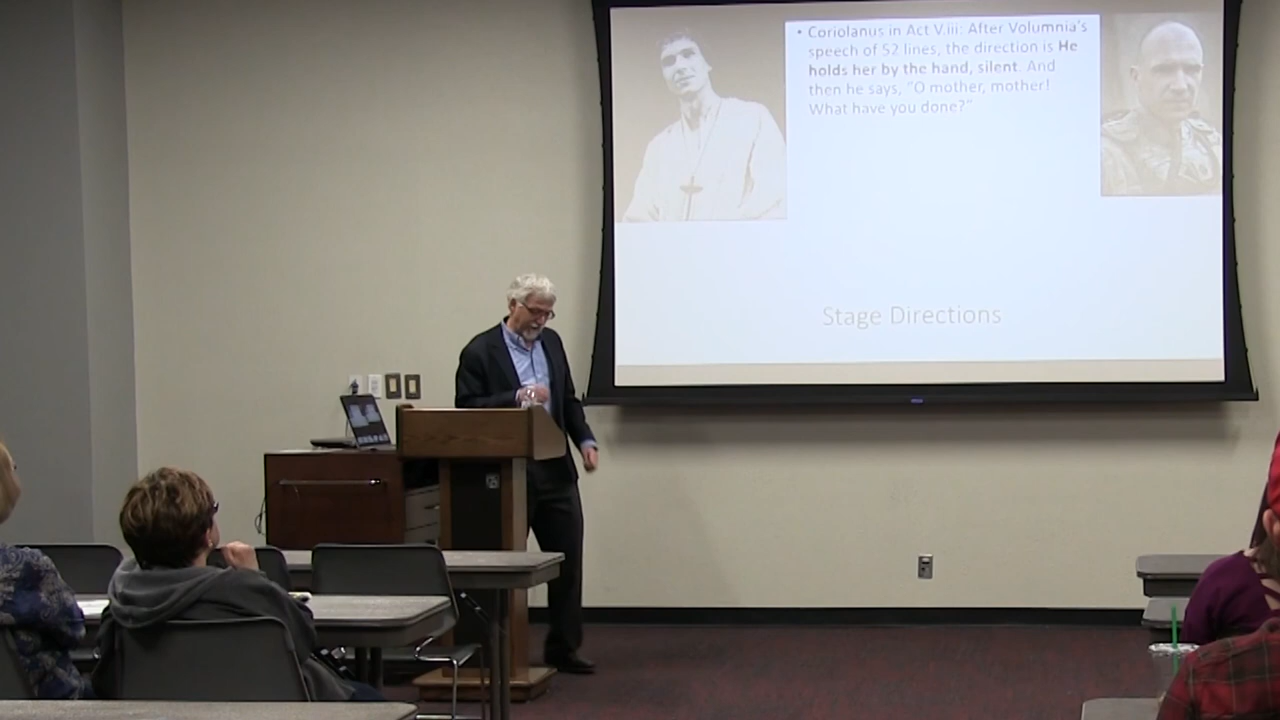 • Coriolanus in Act V.iii: After Volumnia's
speech of 52 lines, the direction is He
holds her by the hand, silent. And
then he says, "O mother, mother!
What have you done?"
Stage Directions